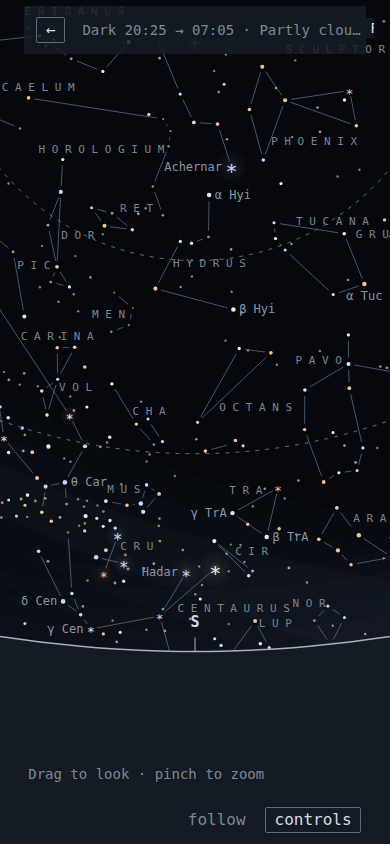 ERIDANUS
← Dark 20:25 → 07:05 · Partly clou…
SCULPTOR
CAELUM
PHOENIX
HOROLOGIUM
Achernar
α Hyi
RET
TUCANA
DOR
GRU
PIC
HYDRUS
α Tuc
MEN
β Hyi
CARINA
PAVO
VOL
CHA
OCTANS
θ Car
MUS
TRA
γ TrA
ARA
β TrA
CRU
CIR
Hadar
δ Cen
CENTAURUS
NOR
γ Cen
S
LUP
Drag to look · pinch to zoom
follow controls